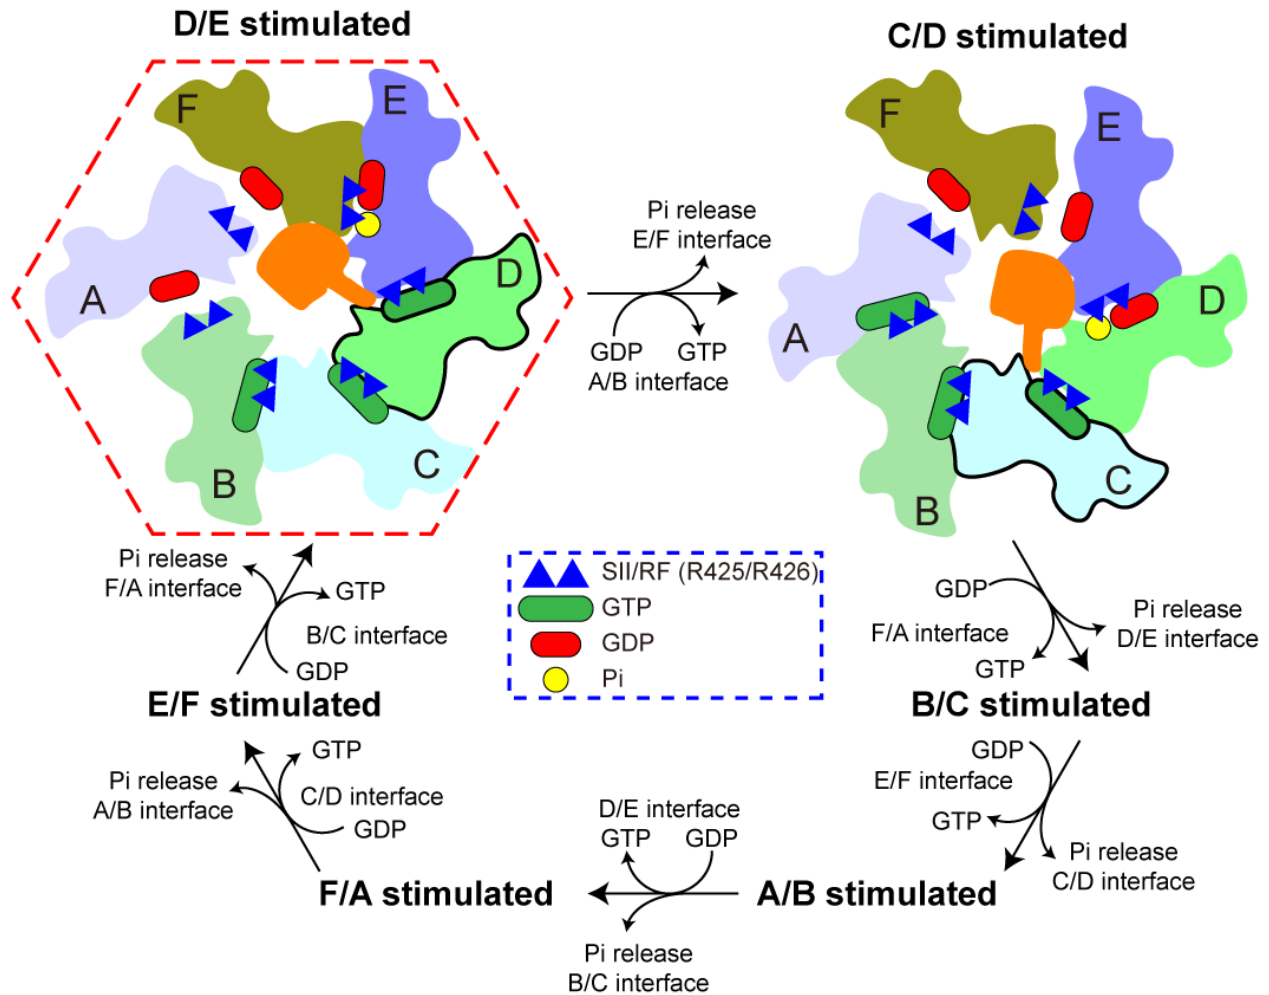 D/E stimulated
C/D stimulated
F
E
A
D
B
C
Pi release
E/F interface
GDP
GTP
A/B interface
F
E
A
D
C
B
Pi release
F/A interface
GTP
B/C interface
GDP
SII/RF (R425/R426)
GTP
GDP
Pi
GDP
F/A interface
GTP
Pi release
D/E interface
E/F stimulated
B/C stimulated
GTP
Pi release
A/B interface
C/D interface
GDP
GDP
E/F interface
GTP
Pi release
C/D interface
D/E interface
GTP GDP
F/A stimulated
A/B stimulated
Pi release
B/C interface